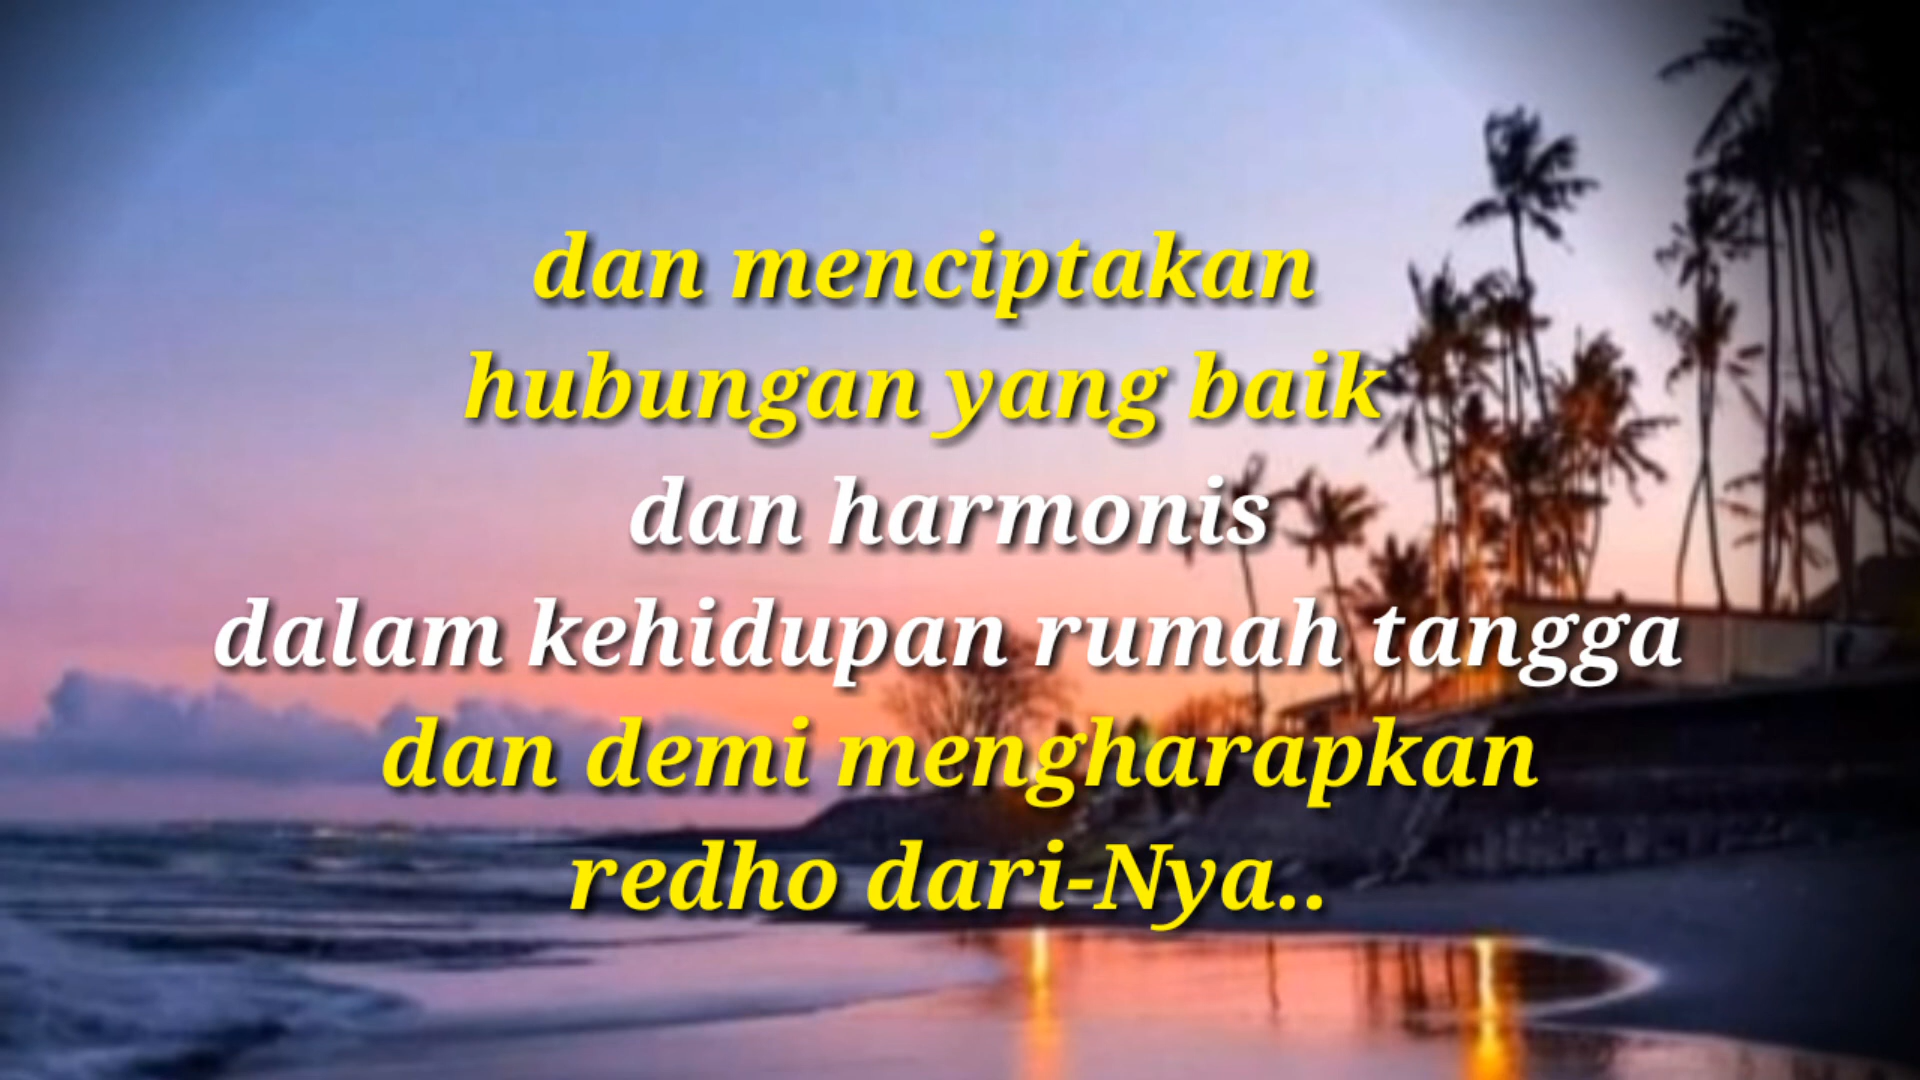 dan menciptakan
hubungan yang baik
dan harmonis
dalam kehidupan rumah tangga
dan demi mengharapkan
redho dari-Nya..